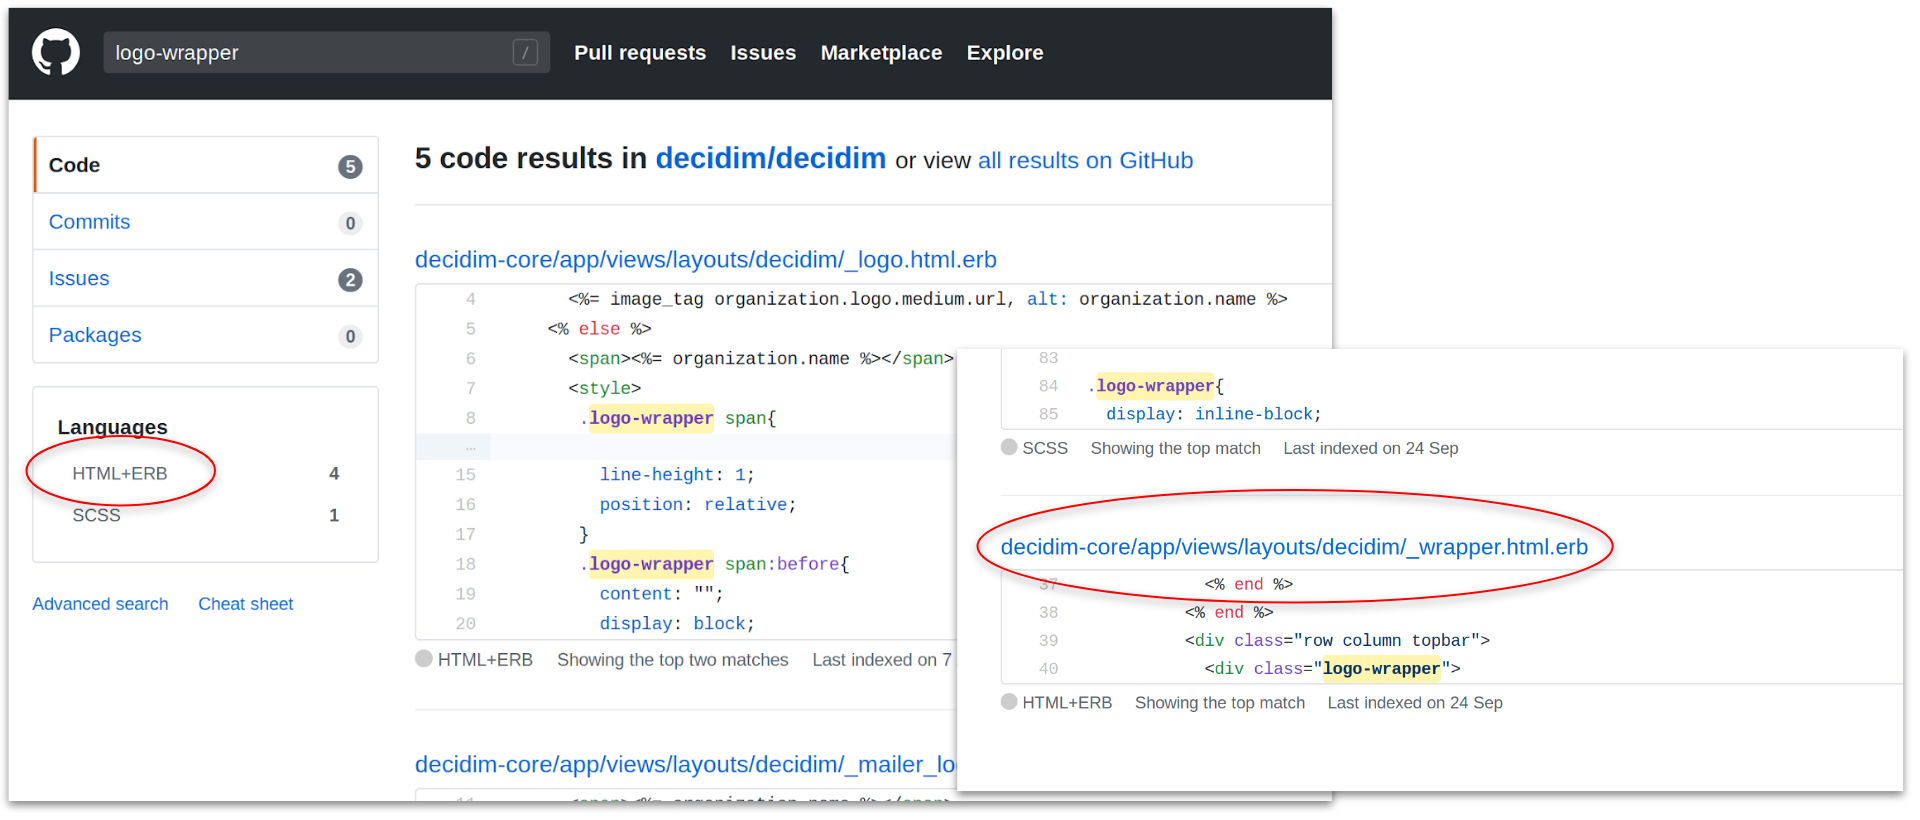 logo-wrapper /
Pull requests Issues Marketplace Explore
Code 5
Commits 0
Issues 2
Packages 0
Languages
HTML+ERB 4
SCSS 1
Advanced search Cheat sheet
5 code results in decidim/decidim or view all results on GitHub
decidim-core/app/views/layouts/decidim/_logo.html.erb
4 <%= image_tag organization.logo.medium.url, alt: organization.name %>
5 <% else %>
6 <span><%= organization.name %></span>
7 <style>
8 .logo-wrapper span{
...
15 line-height: 1;
16 position: relative;
17 }
18 .logo-wrapper span:before{
19 content: "";
20 display: block;
HTML+ERB Showing the top two matches Last indexed on 7
decidim-core/app/views/layouts/decidim/_mailer_lo
11 <span><%= organization.name %></span>
83
84 .logo-wrapper{
85 display: inline-block;
SCSS Showing the top match Last indexed on 24 Sep
decidim-core/app/views/layouts/decidim/_wrapper.html.erb
37 <% end %>
38 <% end %>
39 <div class="row column topbar">
40 <div class="logo-wrapper">
HTML+ERB Showing the top match Last indexed on 24 Sep